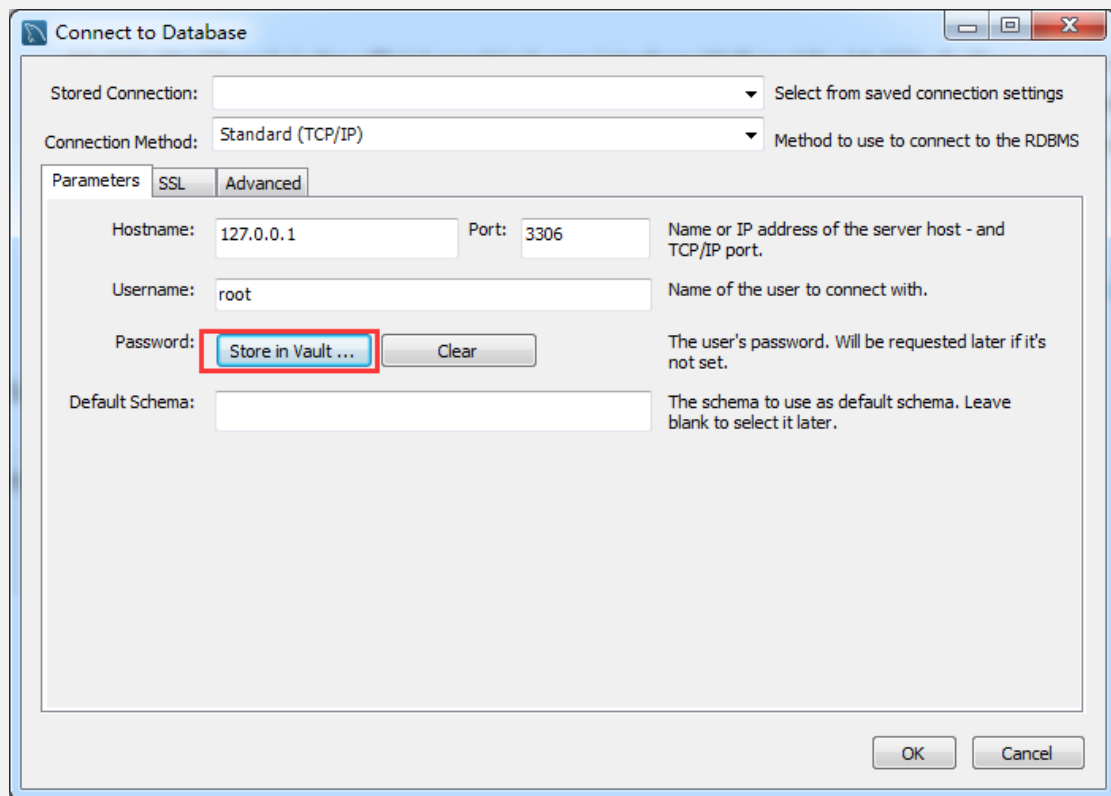 Connect to Database
Stored Connection: Select from saved connection settings
Connection Method: Standard (TCP/IP) Method to use to connect to the RDBMS
Parameters SSL Advanced
Hostname: 127.0.0.1 Port: 3306 Name or IP address of the server host - and
TCP/IP port.
Username: root Name of the user to connect with.
Password: Store in Vault ... Clear The user's password. Will be requested later if it's
not set.
Default Schema: The schema to use as default schema. Leave
blank to select it later.
OK Cancel